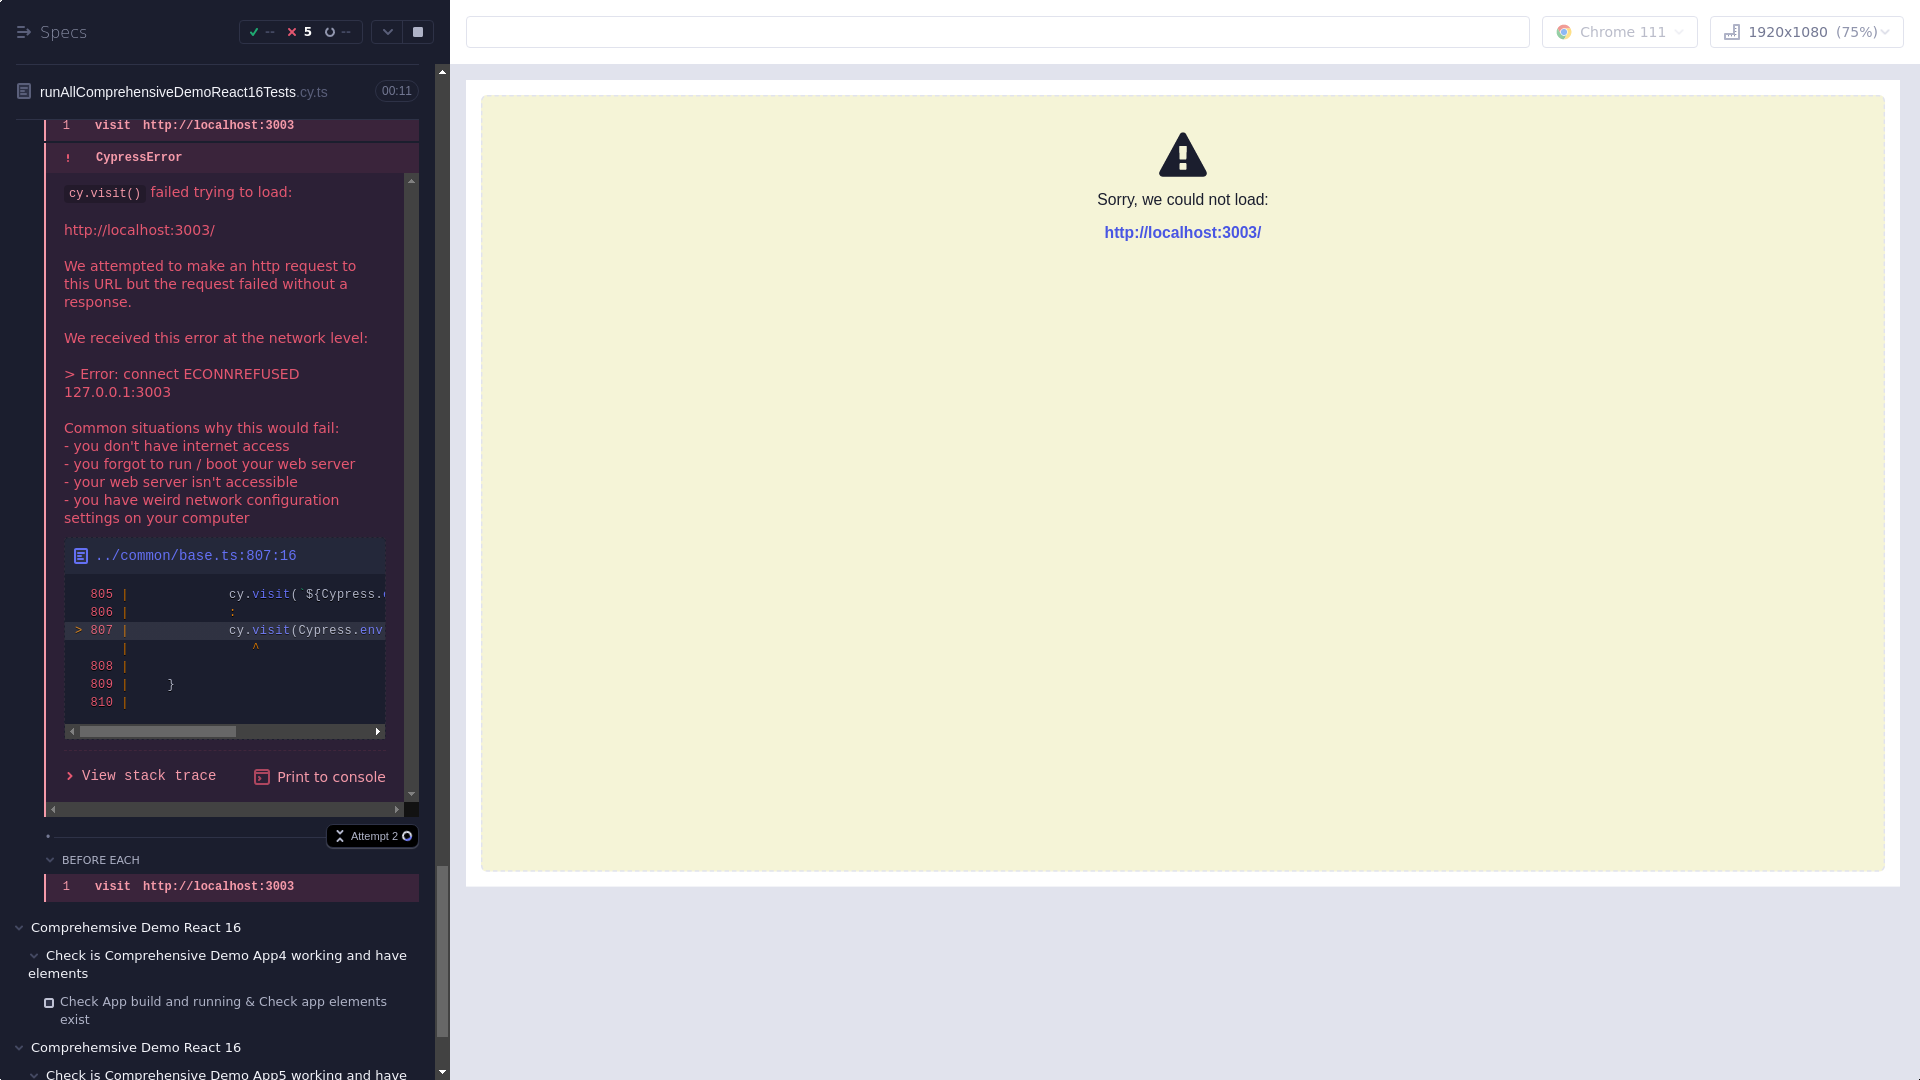 Specs
-- 5 --
runAllComprehensiveDemoReact16Tests.cy.ts 00:11
1 visit http://localhost:3003
! CypressError
cy.visit() failed trying to load:
http://localhost:3003/
We attempted to make an http request to
this URL but the request failed without a
response.
We received this error at the network level:
> Error: connect ECONNREFUSED
127.0.0.1:3003
Common situations why this would fail:
- you don't have internet access
- you forgot to run / boot your web server
- your web server isn't accessible
- you have weird network configuration
settings on your computer
../common/base.ts:807:16
805 | cy.visit(`${Cypress.
806 | :
> 807 | cy.visit(Cypress.env
| ^
808 |
809 | }
810 |
View stack trace Print to console
Attempt 2
BEFORE EACH
1 visit http://localhost:3003
Comprehemsive Demo React 16
Check is Comprehensive Demo App4 working and have
elements
Check App build and running & Check app elements
exist
Comprehemsive Demo React 16
Check is Comprehensive Demo App5 working and have
Chrome 111
1920x1080 (75%)
Sorry, we could not load:
http://localhost:3003/